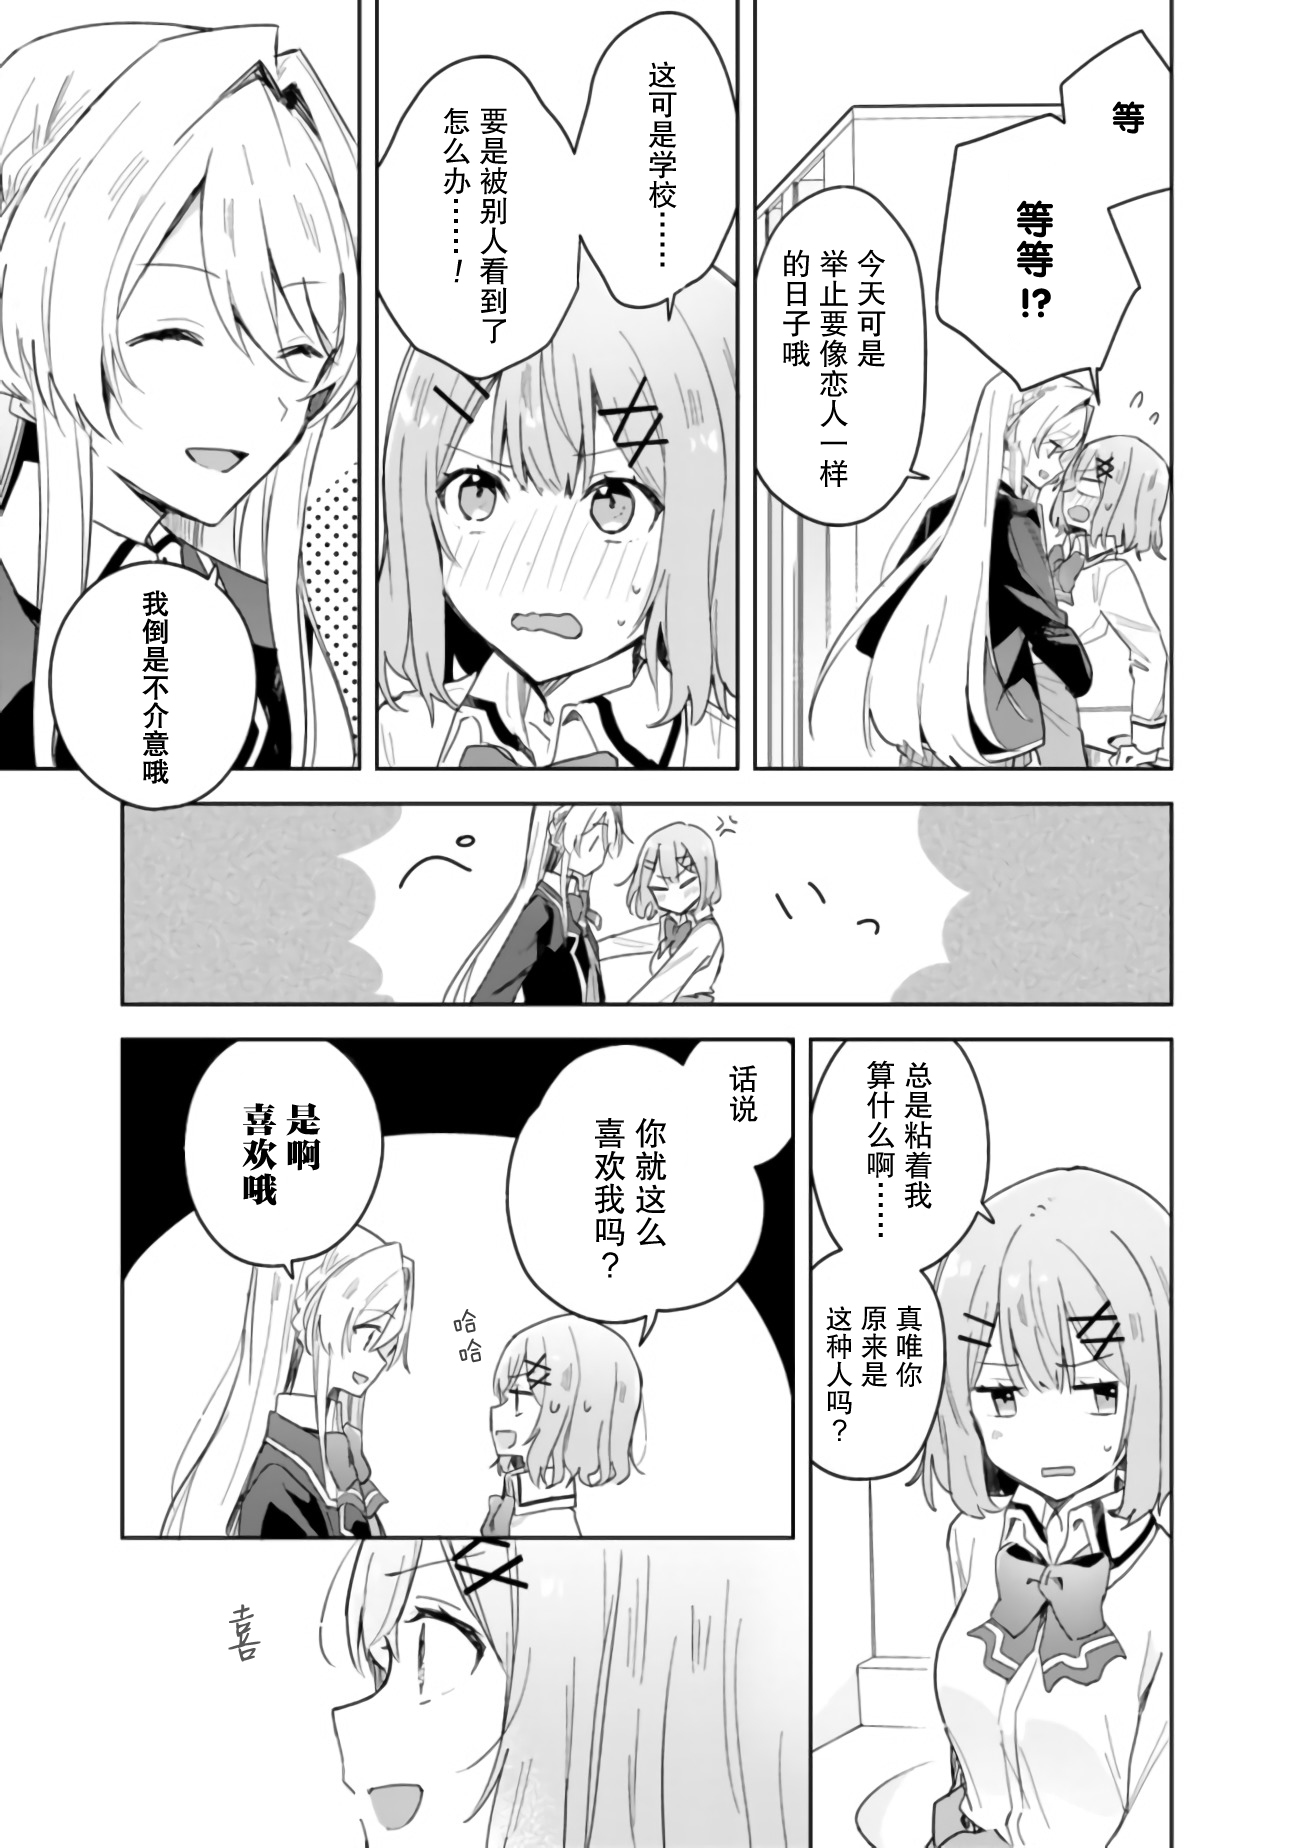 等
等等!?
今天可是
举止要像恋人一样
的日子哦
这可是学校……
要是被别人看到了
怎么办……！
我倒是不介意哦
总是粘着我
算什么啊……
真唯你
原来是
这种人吗？
话说
你就这么
喜欢我吗？
哈哈
是啊
喜欢哦
喜